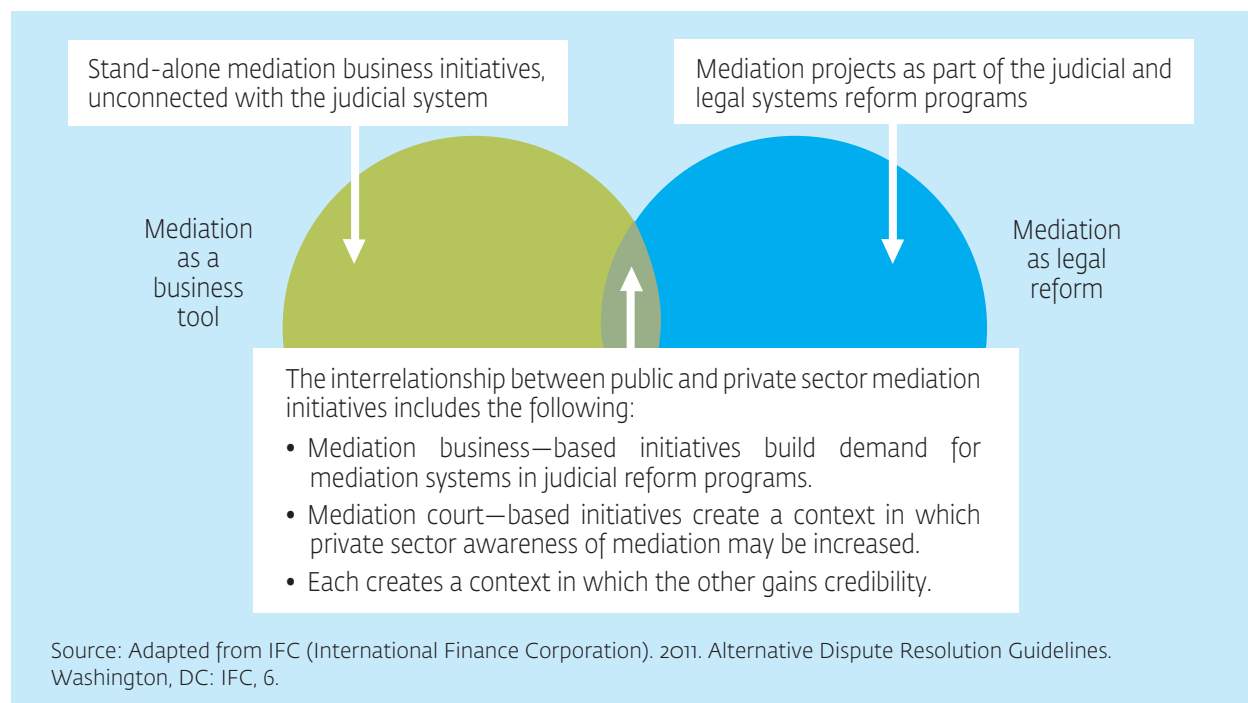 Stand-alone mediation business initiatives,
unconnected with the judicial system
Mediation projects as part of the judicial and
legal systems reform programs
Mediation
as a
business
tool
Mediation
as legal
reform
The interrelationship between public and private sector mediation
initiatives includes the following:
• Mediation business—based initiatives build demand for
mediation systems in judicial reform programs.
• Mediation court—based initiatives create a context in which
private sector awareness of mediation may be increased.
• Each creates a context in which the other gains credibility.
Source: Adapted from IFC (International Finance Corporation). 2011. Alternative Dispute Resolution Guidelines.
Washington, DC: IFC, 6.